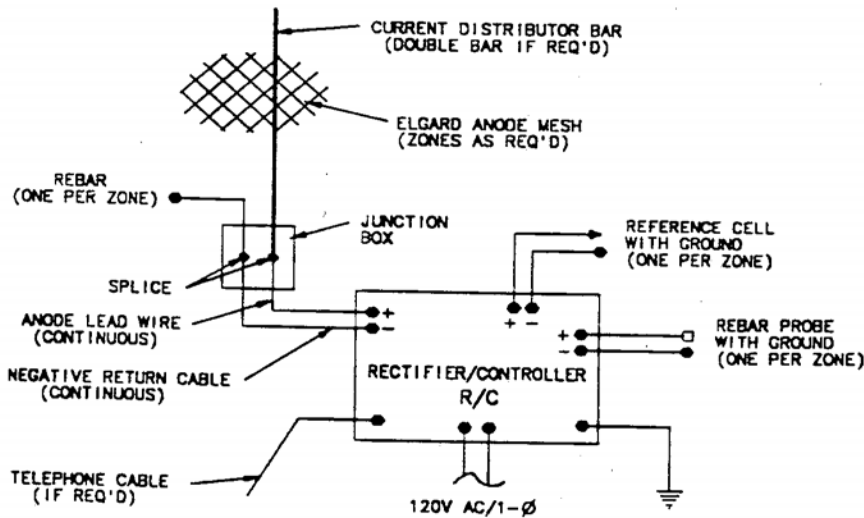 CURRENT DISTRIBUTOR BAR
(DOUBLE BAR IF REQ'D)
ELGARD ANODE MESH
(ZONES AS REQ'D)
REBAR
(ONE PER ZONE)
JUNCTION
BOX
REFERENCE CELL
WITH GROUND
(ONE PER ZONE)
SPLICE
ANODE LEAD WIRE
(CONTINUOUS)
+
-
+ -
+
-
REBAR PROBE
WITH GROUND
(ONE PER ZONE)
NEGATIVE RETURN CABLE
(CONTINUOUS)
RECTIFIER/CONTROLLER
R/C
TELEPHONE CABLE
(IF REQ'D)
120V AC/1-Ø